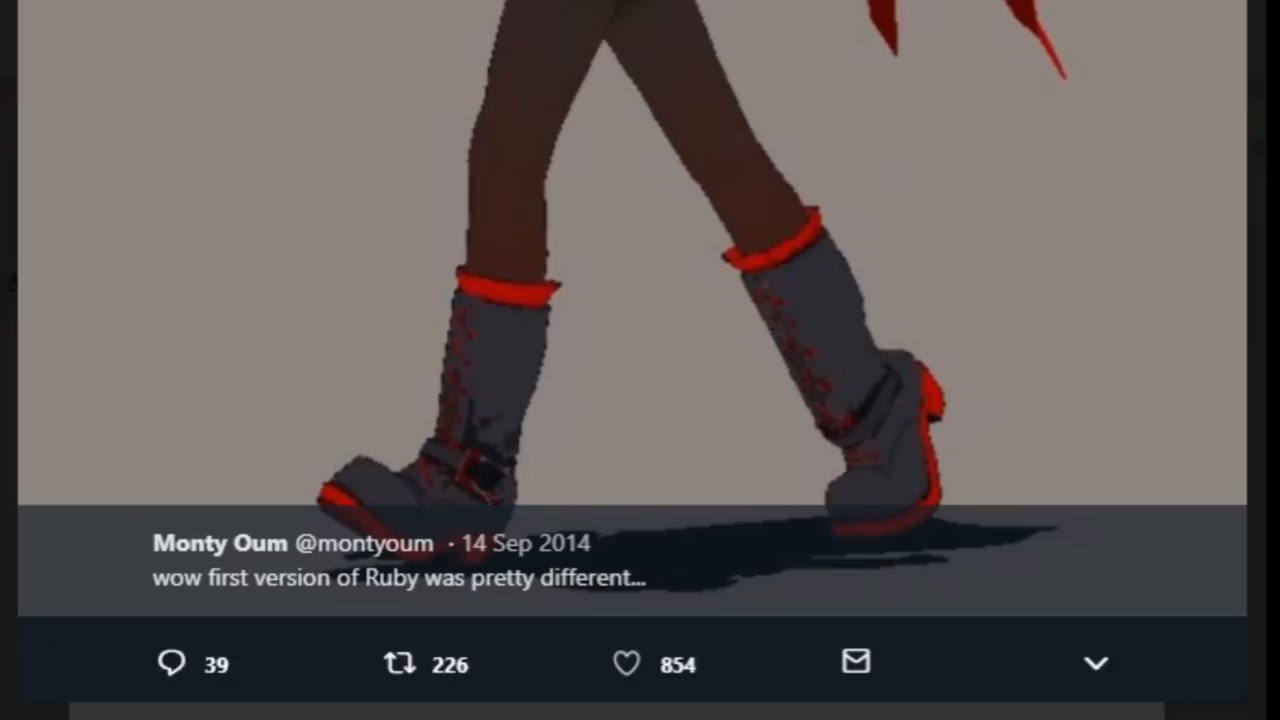 Monty Oum @montyoum · 14 Sep 2014
wow first version of Ruby was pretty different...
39 226 854